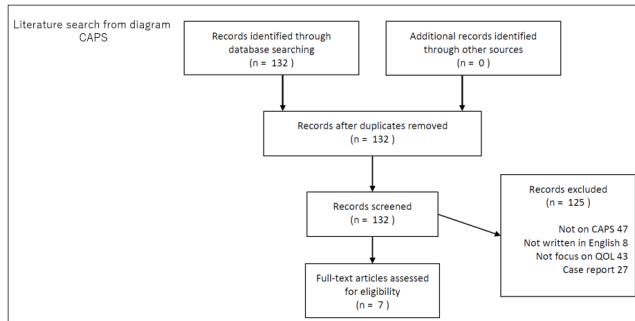 Literature search from diagram
CAPS
Records identified through
database searching
(n = 132 )
Additional records identified
through other sources
(n = 0 )
Records after duplicates removed
(n = 132 )
Records screened
(n = 132 )
Records excluded
(n = 125 )
Not on CAPS 47
Not written in English 8
Not focus on QOL 43
Case report 27
Full-text articles assessed
for eligibility
(n = 7 )